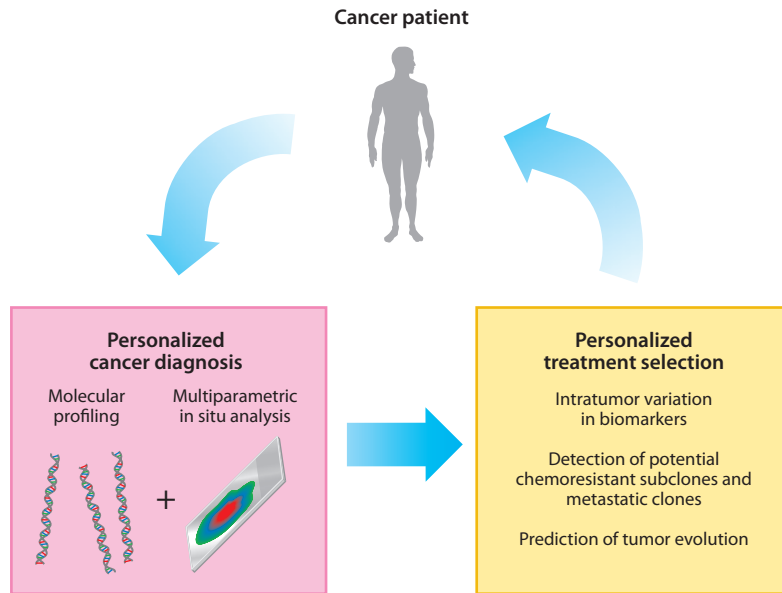 Cancer patient
Personalized
cancer diagnosis
Molecular
profiling
Multiparametric
in situ analysis
+
Personalized
treatment selection
Intratumor variation
in biomarkers
Detection of potential
chemoresistant subclones and
metastatic clones
Prediction of tumor evolution